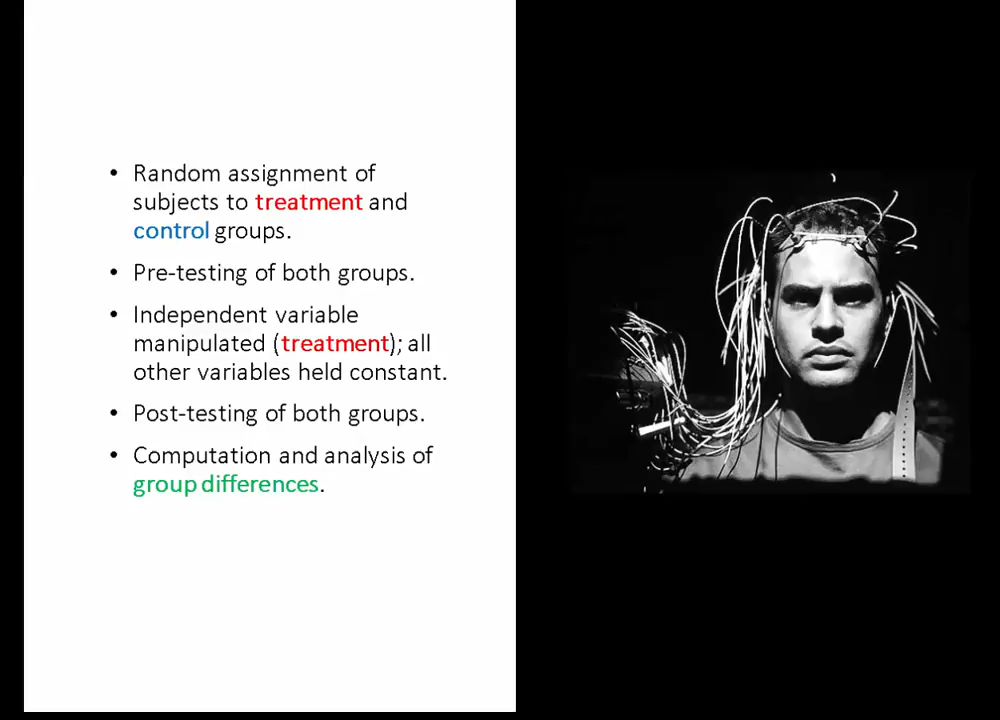 • Random assignment of
subjects to treatment and
control groups.
• Pre-testing of both groups.
• Independent variable
manipulated (treatment); all
other variables held constant.
• Post-testing of both groups.
• Computation and analysis of
group differences.